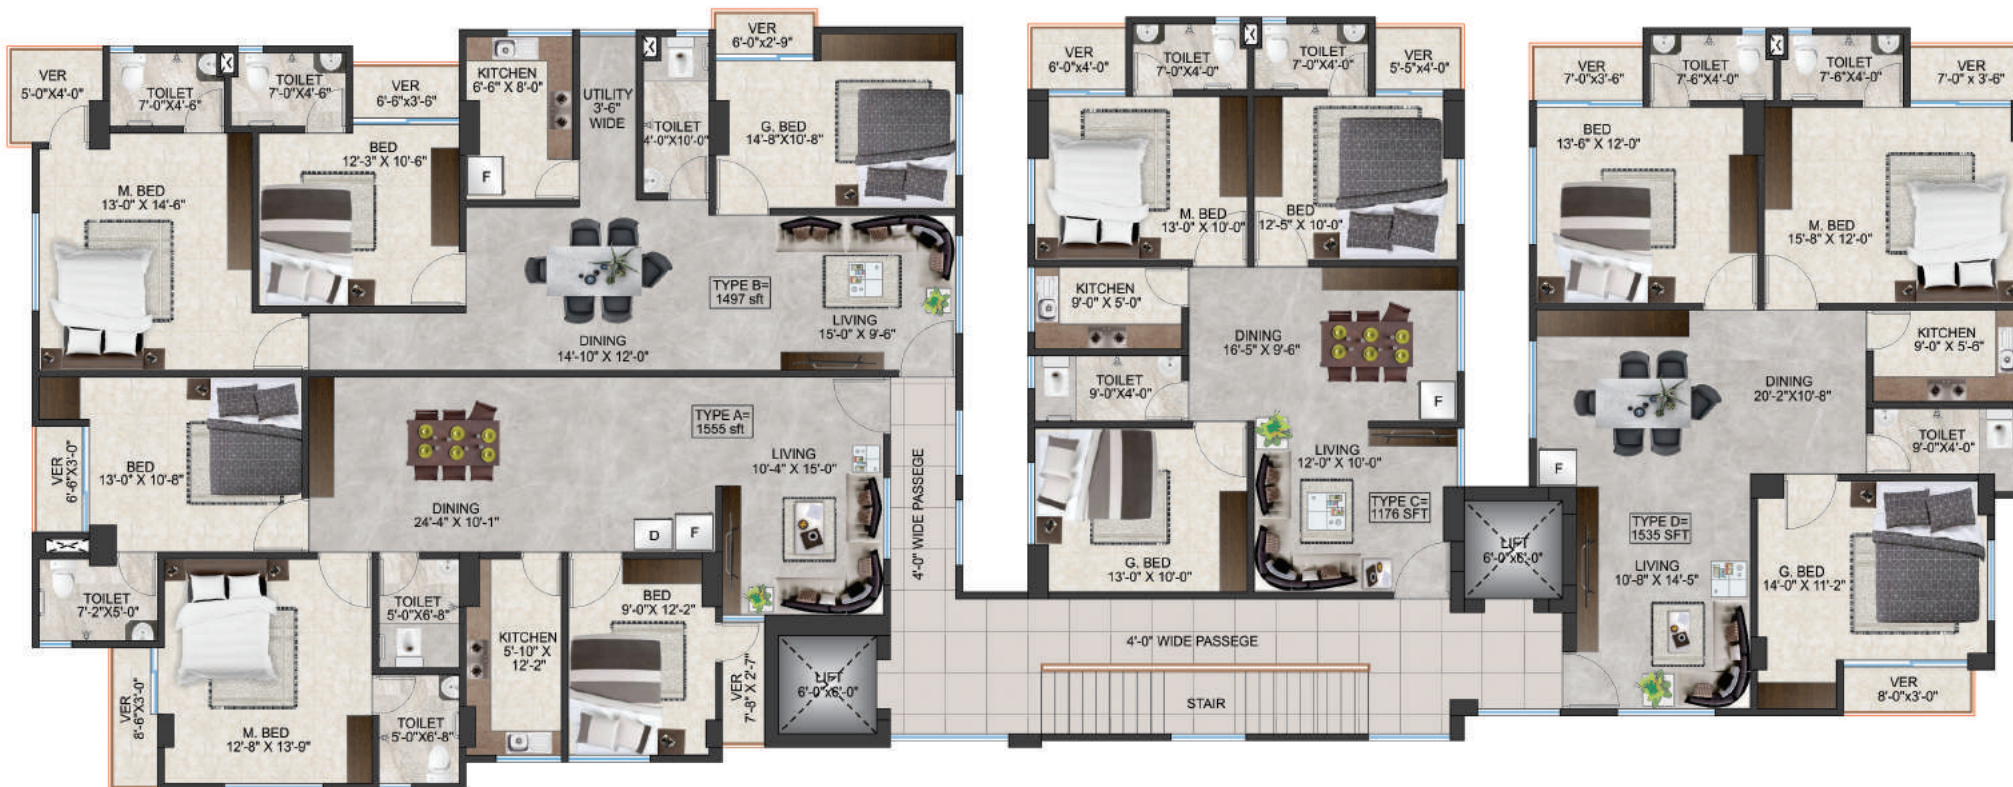 VER
5'-0"X4'-0"
TOILET
7'-0"X4'-6"
TOILET
7'-0"X4'-6"
VER
6'-6"x3'-6"
M. BED
13'-0" X 14'-6"
BED
12'-3" X 10'-6"
KITCHEN
6'-6" X 8'-0"
F
UTILITY
3'-6"
WIDE
TOILET
4'-0"X10'-0"
VER
6'-0"x2'-9"
G. BED
14'-8"X10'-8"
TYPE B=
1497 sft
DINING
14'-10" X 12'-0"
LIVING
15'-0" X 9'-6"
VER
6'-6"X3'-0"
BED
13'-0" X 10'-8"
DINING
24'-4" X 10'-1"
TYPE A=
1555 sft
LIVING
10'-4" X 15'-0"
D
F
4'-0" WIDE PASSEGE
TOILET
7'-2"X5'-0"
VER
8'-6"X3'-0"
M. BED
12'-8" X 13'-9"
TOILET
5'-0"X6'-8"
TOILET
5'-0"X6'-8"
KITCHEN
5'-10" X
12'-2"
BED
9'-0"X 12'-2"
VER
7'-8" X 2'-7"
LIFT
6'-0"x6'-0"
4'-0" WIDE PASSEGE
STAIR
VER
6'-0"x4'-0"
TOILET
7'-0"X4'-0"
TOILET
7'-0"X4'-0"
VER
5'-5"x4'-0"
M. BED
13'-0" X 10'-0"
BED
12'-5" X 10'-0"
KITCHEN
9'-0" X 5'-0"
DINING
16'-5" X 9'-6"
TOILET
9'-0"X4'-0"
F
LIVING
12'-0" X 10'-0"
TYPE C=
1176 SFT
G. BED
13'-0" X 10'-0"
LIFT
6'-0"x6'-0"
VER
7'-0"x3'-6"
TOILET
7'-6"X4'-0"
TOILET
7'-6"X4'-0"
VER
7'-0" x 3'-6"
BED
13'-6" X 12'-0"
M. BED
15'-8" X 12'-0"
KITCHEN
9'-0" X 5'-6"
DINING
20'-2"X10'-8"
TOILET
9'-0"X4'-0"
F
TYPE D=
1535 SFT
LIVING
10'-8" X 14'-5"
G. BED
14'-0" X 11'-2"
VER
8'-0"x3'-0"